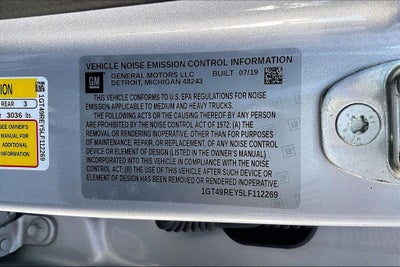 VEHICLE NOISE EMISSION CONTROL INFORMATION
GM
GENERAL MOTORS LLC BUILT 07/19
DETROIT, MICHIGAN 48243
THIS VEHICLE CONFORMS TO U.S. EPA REGULATIONS FOR NOISE
EMISSION APPLICABLE TO MEDIUM AND HEAVY TRUCKS.
THE FOLLOWING ACTS OR THE CAUSING THEREOF BY ANY PERSON
ARE PROHIBITED BY THE NOISE CONTROL ACT OF 1972: (A) THE
REMOVAL OR RENDERING INOPERATIVE, OTHER THAN FOR PURPOSES
OF MAINTENANCE, REPAIR, OR REPLACEMENT, OF ANY NOISE CONTROL
DEVICE OR ELEMENT OF DESIGN (LISTED IN THE OWNER'S MANUAL)
INCORPORATED INTO THIS VEHICLE IN COMPLIANCE WITH THE NOISE
CONTROL ACT; (B) THE USE OF THIS VEHICLE AFTER SUCH DEVICE OR
ELEMENT OF DESIGN HAS BEEN REMOVED OR RENDERED INOPERATIVE.
1GT49REY5LF112269
REAR 3
3036 lbs
SEE OWNER'S
MANUAL FOR
ADDITIONAL
INFORMATION
1GT49REY5LF112269